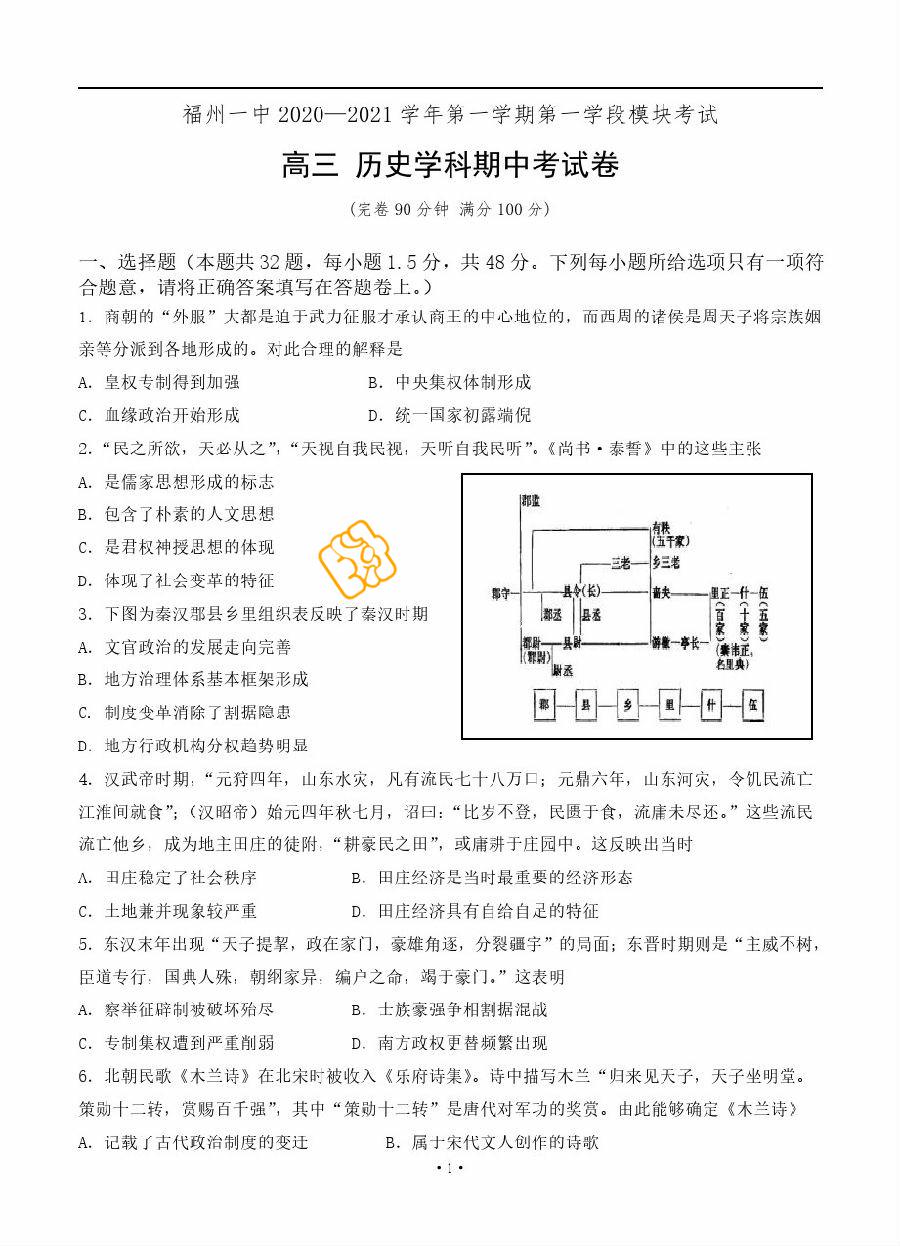 福州一中 2020—2021 学年第一学期第一学段模块考试
高三 历史学科期中考试卷
(完卷 90 分钟 满分 100 分)
一、选择题（本题共 32 题，每小题 1.5 分，共 48 分。下列每小题所给选项只有一项符
合题意，请将正确答案填写在答题卷上。）
1．商朝的“外服”大都是迫于武力征服才承认商王的中心地位的，而西周的诸侯是周天子将宗族姻
亲等分派到各地形成的。对此合理的解释是
A．皇权专制得到加强 B．中央集权体制形成
C．血缘政治开始形成 D．统一国家初露端倪
2．“民之所欲，天必从之”，“天视自我民视，天听自我民听”。《尚书·泰誓》中的这些主张
A．是儒家思想形成的标志
B．包含了朴素的人文思想
C．是君权神授思想的体现
D．体现了社会变革的特征
3．下图为秦汉郡县乡里组织表反映了秦汉时期
A．文官政治的发展走向完善
B．地方治理体系基本框架形成
C．制度变革消除了割据隐患
D．地方行政机构分权趋势明显
郡监
有秩
(五千家)
三老 乡三老
郡守 县令(长) 啬夫 里正 什 伍
(百家) (十家) (五家)
郡丞 县丞
郡尉 县尉 游徼 亭长
(郡尉)
(秦讳正，
名里典)
尉丞
郡 县 乡 里 什 伍
4．汉武帝时期，“元狩四年，山东水灾，凡有流民七十八万口；元鼎六年，山东河灾，令饥民流亡
江淮间就食”；（汉昭帝）始元四年秋七月，诏曰：“比岁不登，民匮于食，流庸未尽还。”这些流民
流亡他乡，成为地主田庄的徒附，“耕豪民之田”，或庸耕于庄园中。这反映出当时
A．田庄稳定了社会秩序 B．田庄经济是当时最重要的经济形态
C．土地兼并现象较严重 D．田庄经济具有自给自足的特征
5．东汉末年出现“天子提挈，政在家门，豪雄角逐，分裂疆宇”的局面；东晋时期则是“主威不树，
臣道专行，国典人殊，朝纲家异，编户之命，竭于豪门。”这表明
A．察举征辟制被破坏殆尽 B．士族豪强争相割据混战
C．专制集权遭到严重削弱 D．南方政权更替频繁出现
6．北朝民歌《木兰诗》在北宋时被收入《乐府诗集》。诗中描写木兰“归来见天子，天子坐明堂。
策勋十二转，赏赐百千强”，其中“策勋十二转”是唐代对军功的奖赏。由此能够确定《木兰诗》
A．记载了古代政治制度的变迁 B．属于宋代文人创作的诗歌
·1·